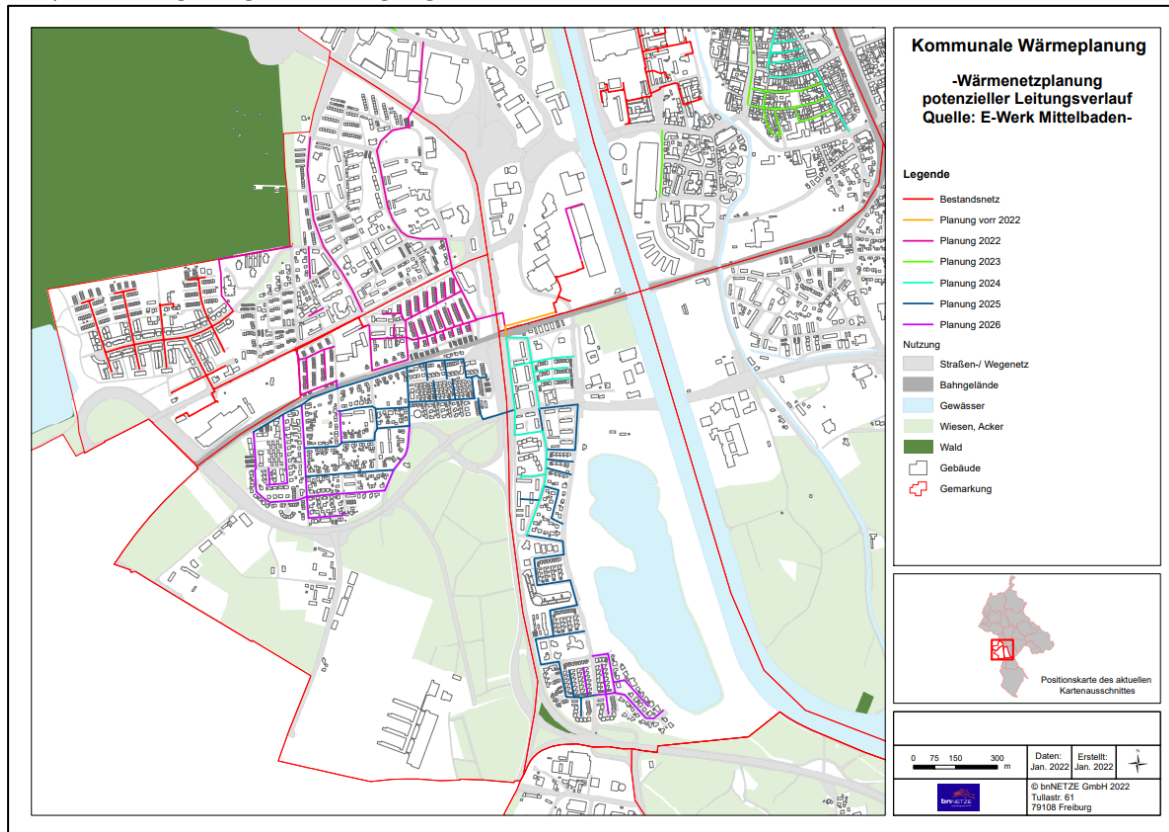 Kommunale Wärmeplanung
-Wärmenetzplanung
potenzieller Leitungsverlauf
Quelle: E-Werk Mittelbaden-
Legende
Bestandsnetz
Planung vorr 2022
Planung 2022
Planung 2023
Planung 2024
Planung 2025
Planung 2026
Nutzung
Straßen-/ Wegenetz
Bahngelände
Gewässer
Wiesen, Acker
Wald
Gebäude
Gemarkung
Positionskarte des aktuellen
Kartenausschnittes
0 75 150 300
m
Daten:
Jan. 2022
Erstellt:
Jan. 2022
bnNETZE
© bnNETZE GmbH 2022
Tullastr. 61
79108 Freiburg